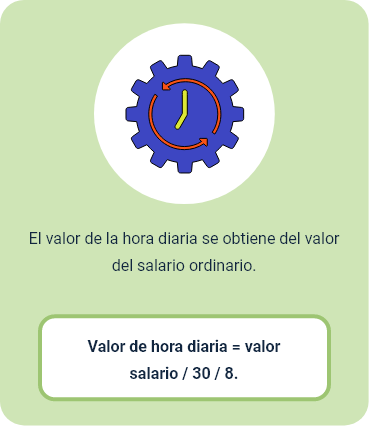 El valor de la hora diaria se obtiene del valor
del salario ordinario.
Valor de hora diaria = valor
salario / 30 / 8.